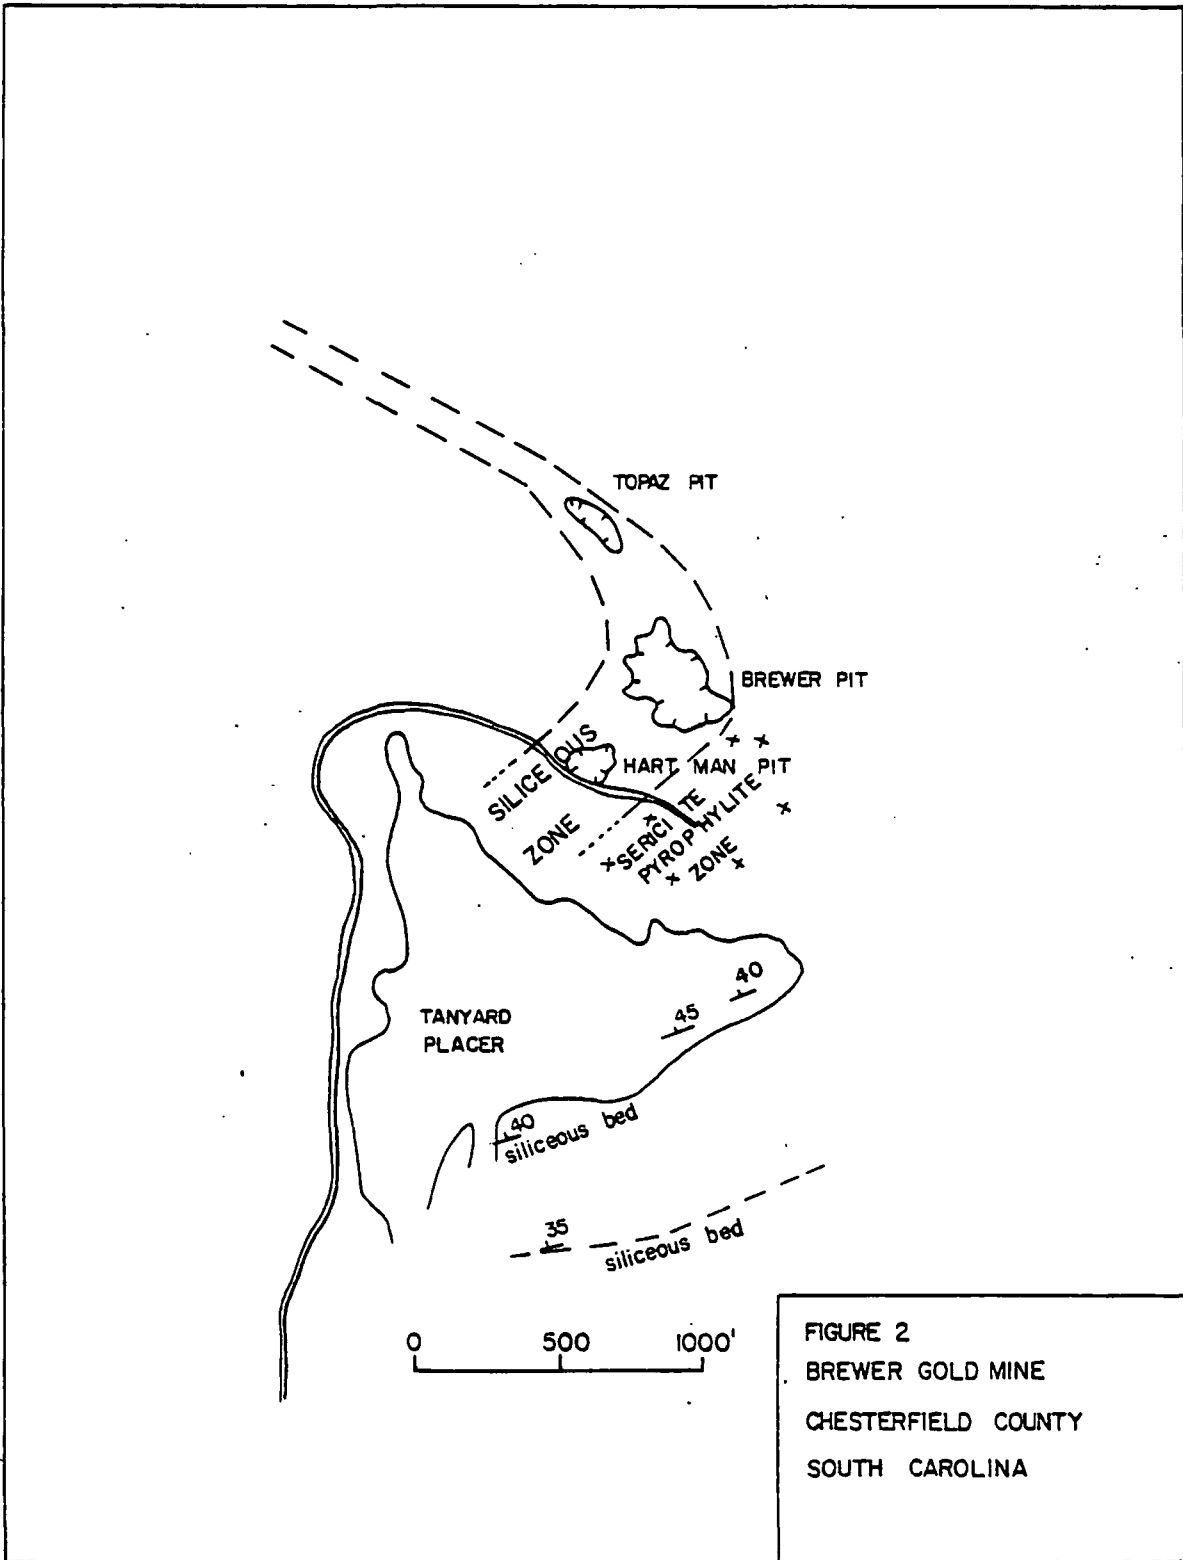 TOPAZ PIT
BREWER PIT
HART MAN PIT
SILICEOUS
ZONE
SERICITE
PYROPHYLITE
ZONE
40
45
TANYARD
PLACER
40
siliceous bed
35
siliceous bed
0 500 1000'
FIGURE 2
BREWER GOLD MINE
CHESTERFIELD COUNTY
SOUTH CAROLINA